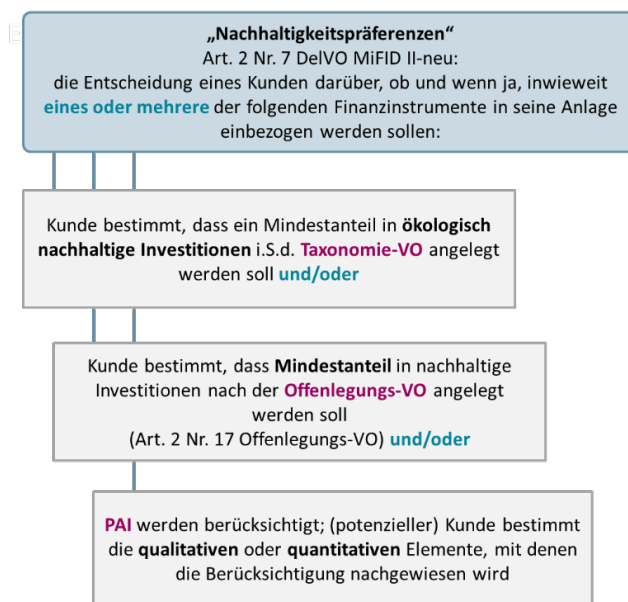 „Nachhaltigkeitspräferenzen“
Art. 2 Nr. 7 DelVO MiFID II-neu:
die Entscheidung eines Kunden darüber, ob und wenn ja, inwieweit
eines oder mehrere der folgenden Finanzinstrumente in seine Anlage
einbezogen werden sollen:
Kunde bestimmt, dass ein Mindestanteil in ökologisch
nachhaltige Investitionen i.S.d. Taxonomie-VO angelegt
werden soll und/oder
Kunde bestimmt, dass Mindestanteil in nachhaltige
Investitionen nach der Offenlegungs-VO angelegt
werden soll
(Art. 2 Nr. 17 Offenlegungs-VO) und/oder
PAI werden berücksichtigt; (potenzieller) Kunde bestimmt
die qualitativen oder quantitativen Elemente, mit denen
die Berücksichtigung nachgewiesen wird